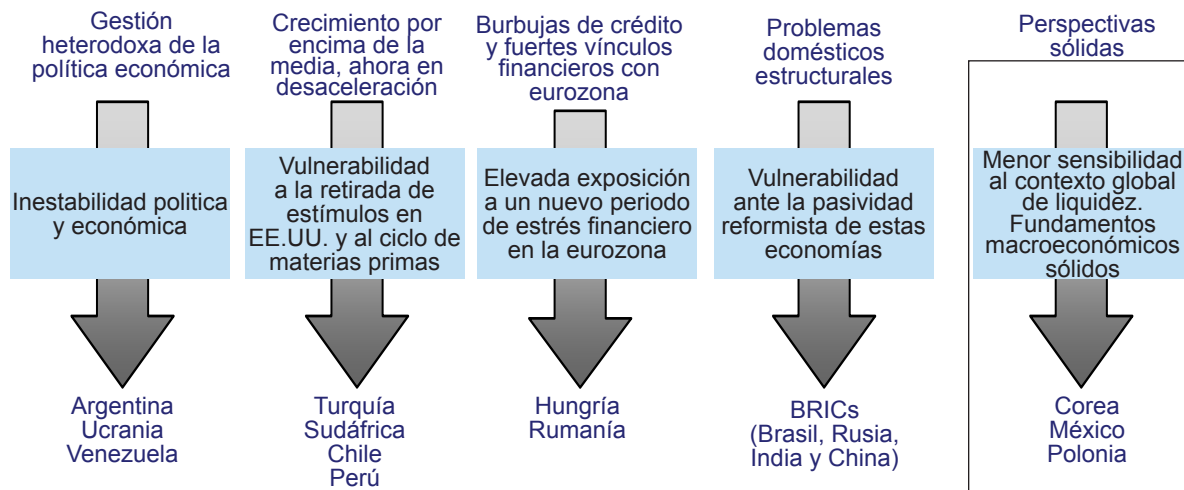 Gestión
heterodoxa de la
política económica
Inestabilidad politica
y económica
Argentina
Ucrania
Venezuela
Crecimiento por
encima de la
media, ahora en
desaceleración
Vulnerabilidad
a la retirada de
estímulos en
EE.UU. y al ciclo de
materias primas
Turquía
Sudáfrica
Chile
Perú
Burbujas de crédito
y fuertes vínculos
financieros con
eurozona
Elevada exposición
a un nuevo periodo
de estrés financiero
en la eurozona
Hungría
Rumanía
Problemas
domésticos
estructurales
Vulnerabilidad
ante la pasividad
reformista de estas
economías
BRICs
(Brasil, Rusia,
India y China)
Perspectivas
sólidas
Menor sensibilidad
al contexto global
de liquidez.
Fundamentos
macroeconómicos
sólidos
Corea
México
Polonia